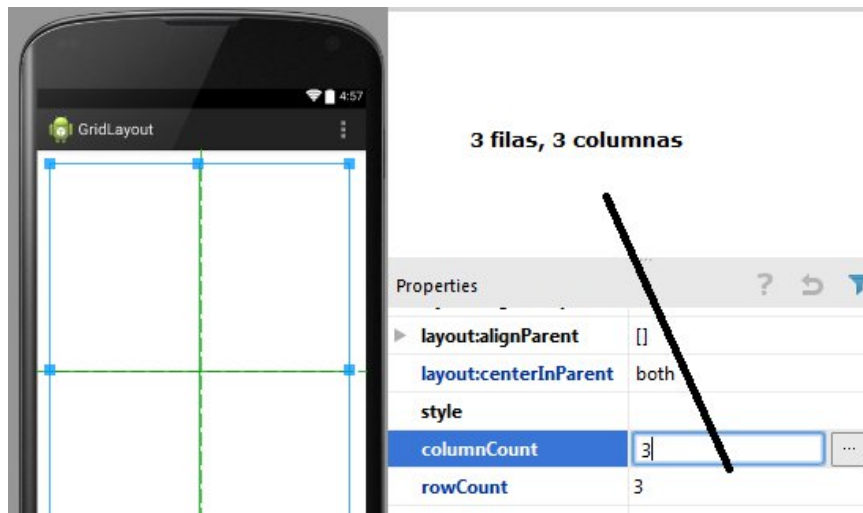 4:57
GridLayout
3 filas, 3 columnas
Properties
?
layout:alignParent []
layout:centerInParent both
style
columnCount 3 ...
rowCount 3